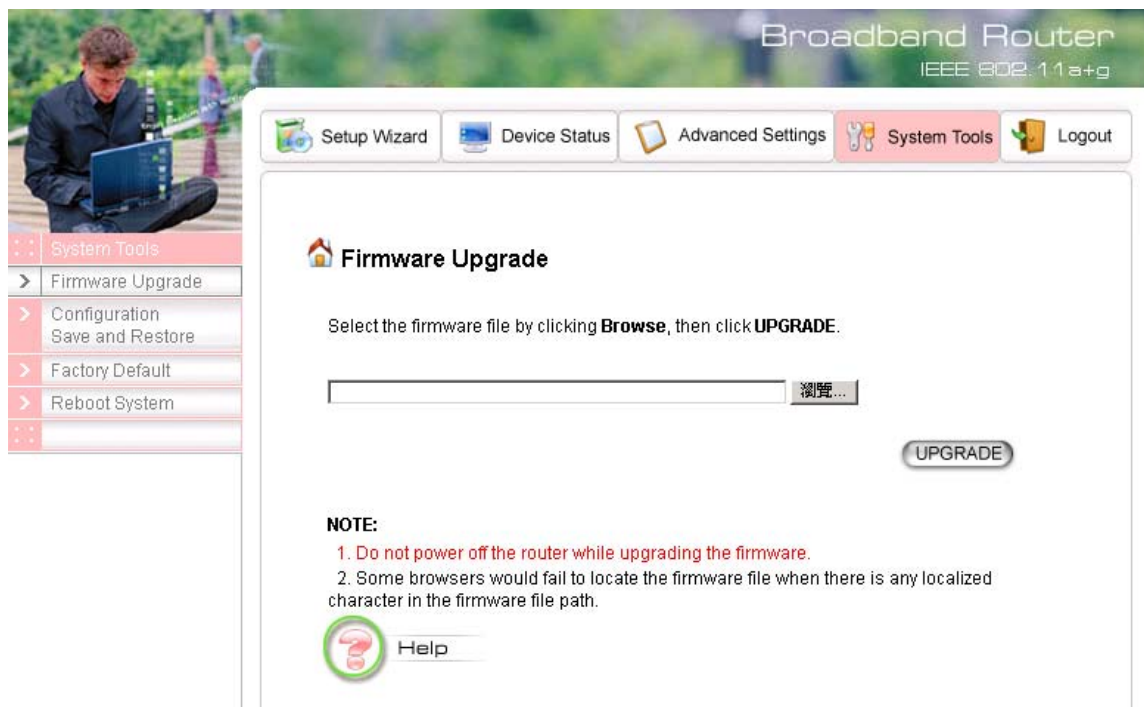 Broadband Router
IEEE 802.11a+g
Setup Wizard
Device Status
Advanced Settings
System Tools
Logout
System Tools
Firmware Upgrade
Configuration
Save and Restore
Factory Default
Reboot System
Firmware Upgrade
Select the firmware file by clicking Browse, then click UPGRADE.
瀏覽...
UPGRADE
NOTE:
1. Do not power off the router while upgrading the firmware.
2. Some browsers would fail to locate the firmware file when there is any localized
character in the firmware file path.
Help